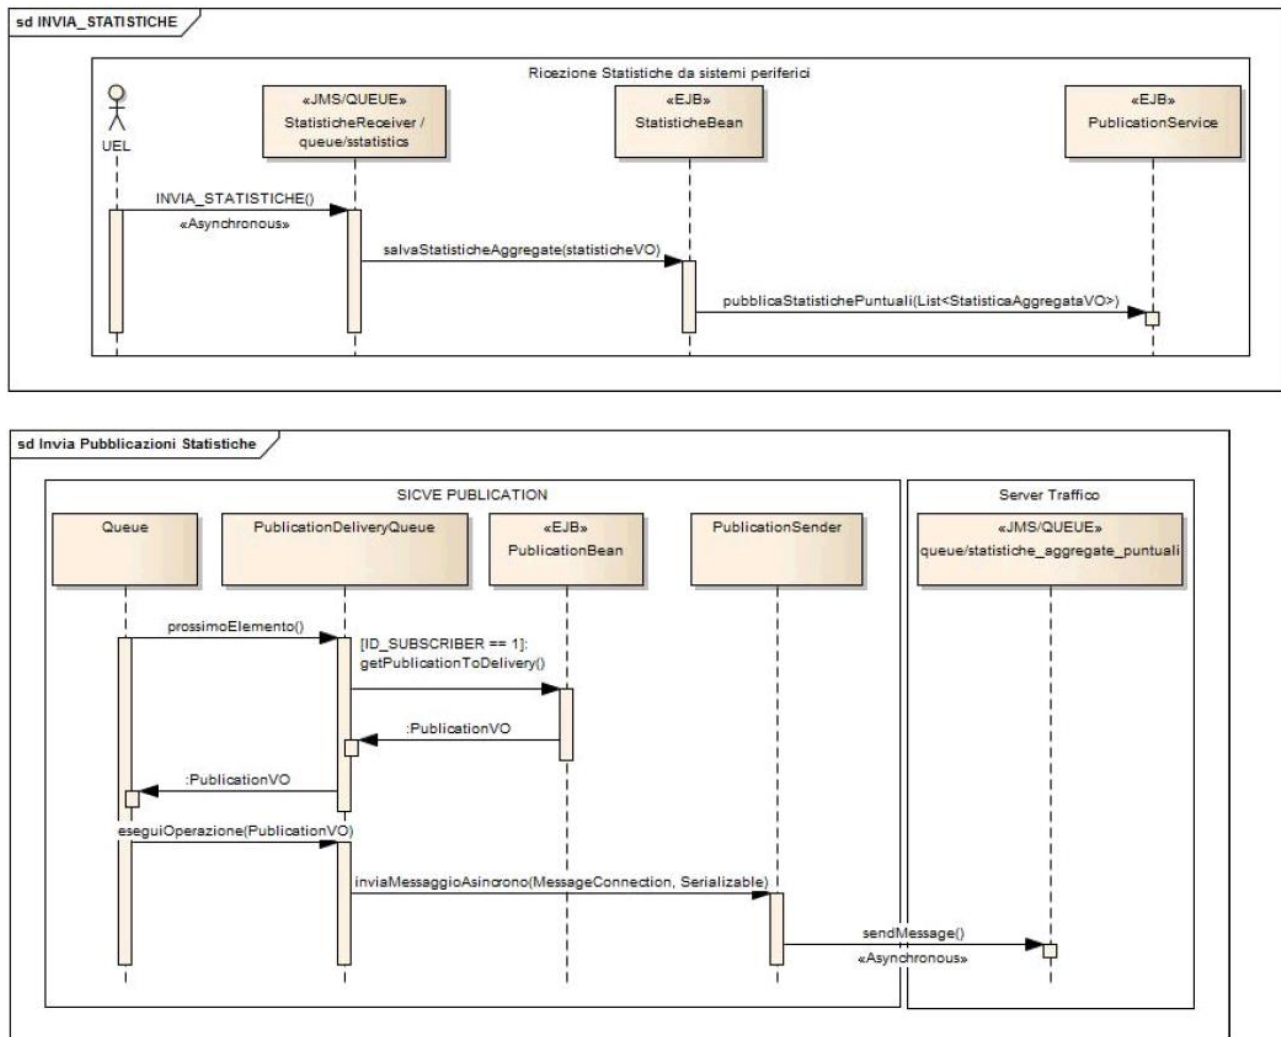 sd INVIA_STATISTICHE
Ricezione Statistiche da sistemi periferici
UEL
«JMS/QUEUE»
StatisticheReceiver /
queue/sstatistics
«EJB»
StatisticheBean
«EJB»
PublicationService
INVIA_STATISTICHE()
«Asynchronous»
salvaStatisticheAggregate(statisticheVO)
pubblicaStatistichePuntuali(List<StatisticaAggregataVO>)
sd Invia Pubblicazioni Statistiche
SICVE PUBLICATION
Server Traffico
Queue
PublicationDeliveryQueue
«EJB»
PublicationBean
PublicationSender
«JMS/QUEUE»
queue/statistiche_aggregate_puntuali
prossimoElemento()
[ID_SUBSCRIBER == 1]:
getPublicationToDelivery()
:PublicationVO
:PublicationVO
eseguiOperazione(PublicationVO)
inviaMessaggioAsincrono(MessageConnection, Serializable)
sendMessage()
«Asynchronous»